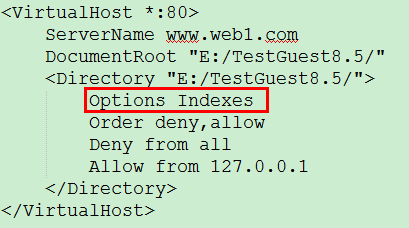 <VirtualHost *:80>
ServerName www.web1.com
DocumentRoot "E:/TestGuest8.5/"
<Directory "E:/TestGuest8.5/">
Options Indexes
Order deny,allow
Deny from all
Allow from 127.0.0.1
</Directory>
</VirtualHost>